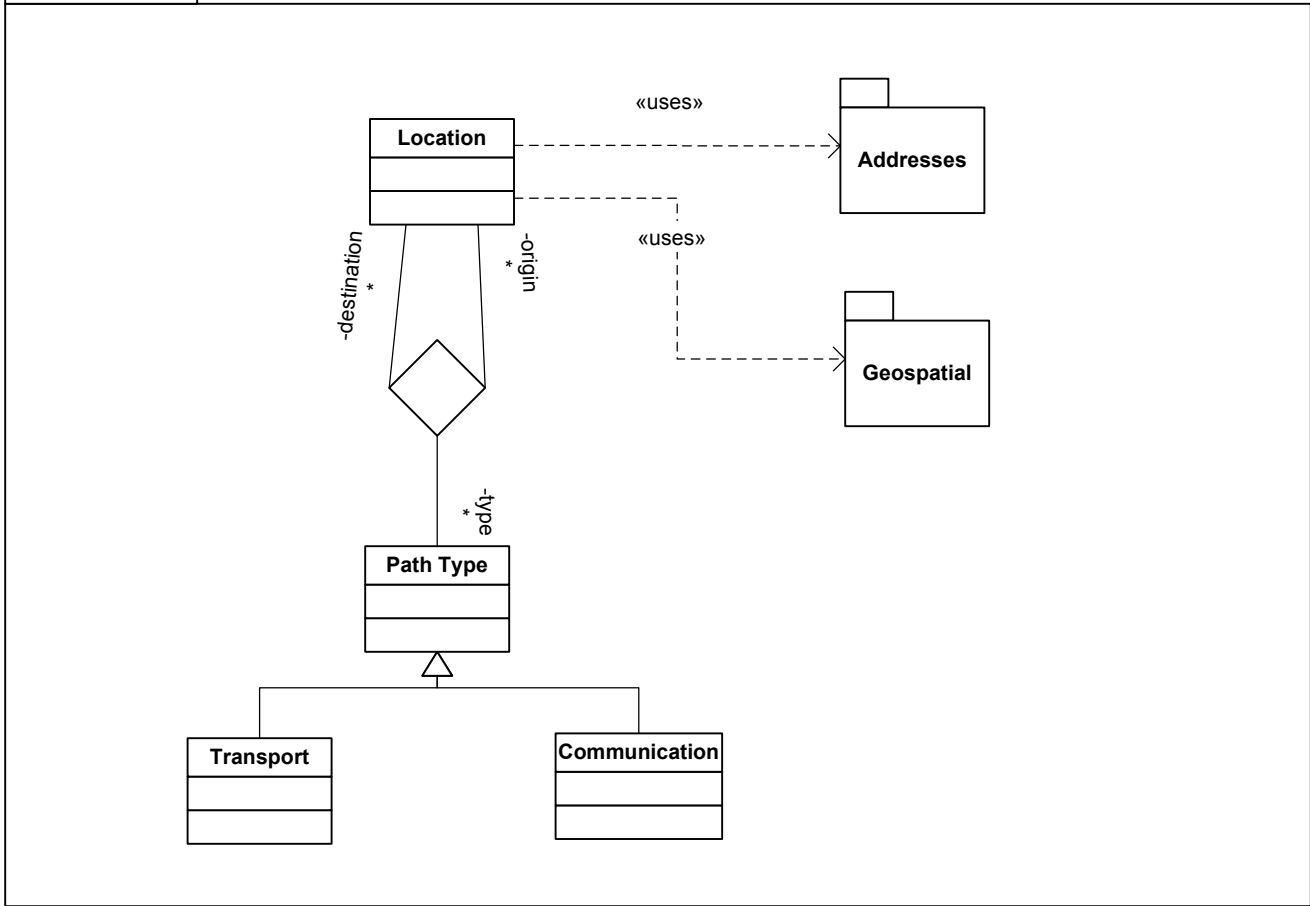 «uses»
Location
Addresses
«uses»
-destination
*
-origin
*
Geospatial
-type
*
Path Type
Transport
Communication